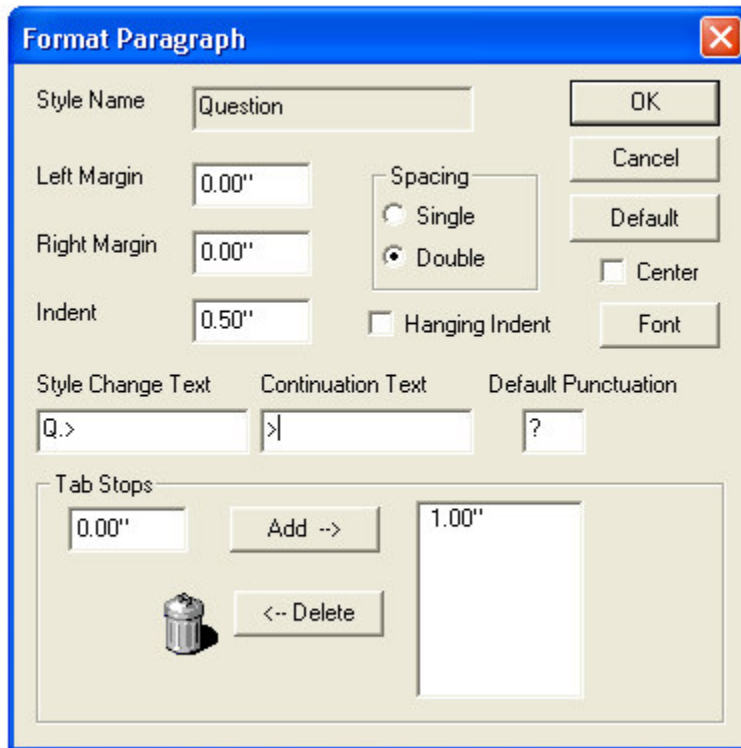 Format Paragraph
Style Name Question OK
Cancel
Left Margin 0.00" Spacing
Single Default
Right Margin 0.00" Double
Center
Indent 0.50" Hanging Indent Font
Style Change Text Continuation Text Default Punctuation
Q.> > ?
Tab Stops
0.00" Add --> 1.00"
<-- Delete